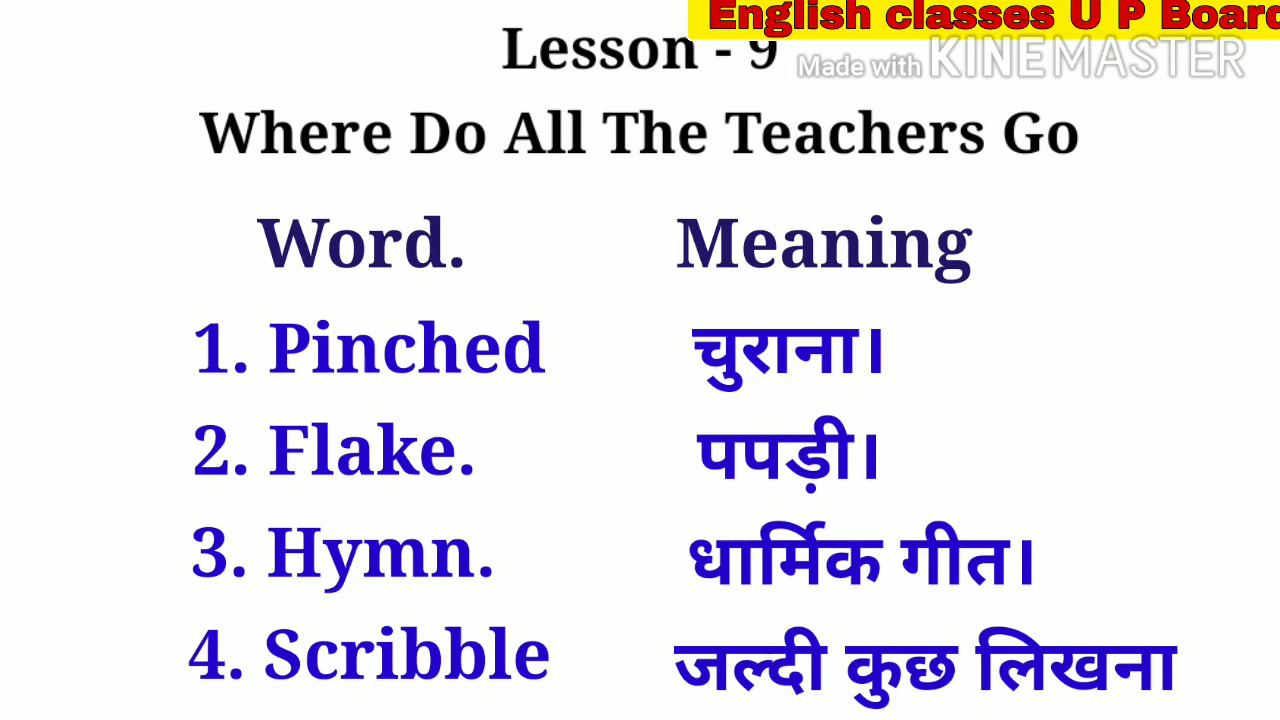 English classes U P Board
Lesson - 9
Made with KINEMASTER
Where Do All The Teachers Go
Word. Meaning
1. Pinched चुराना।
2. Flake. पपड़ी।
3. Hymn. धार्मिक गीत।
4. Scribble जल्दी कुछ लिखना